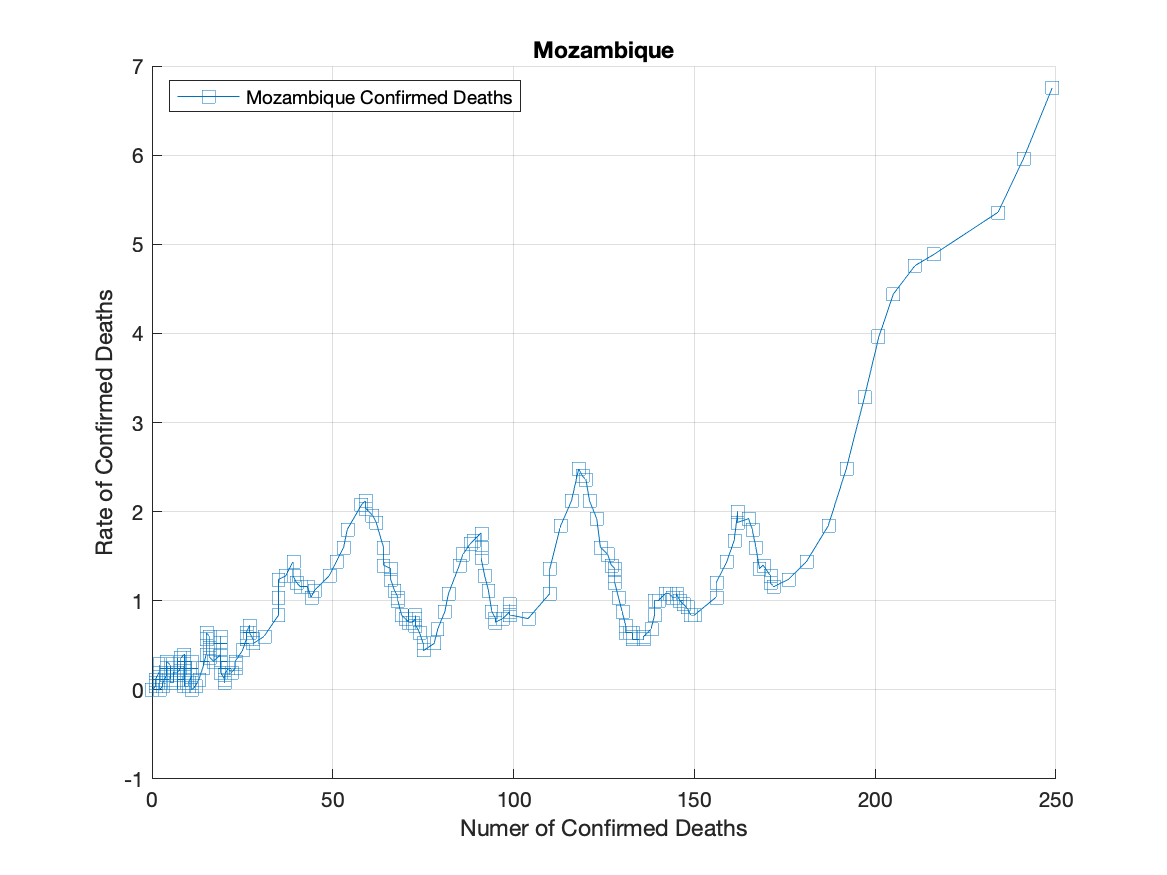 Mozambique
Mozambique Confirmed Deaths
7
6
5
4
3
2
1
0
-1
Rate of Confirmed Deaths
0 50 100 150 200 250
Numer of Confirmed Deaths